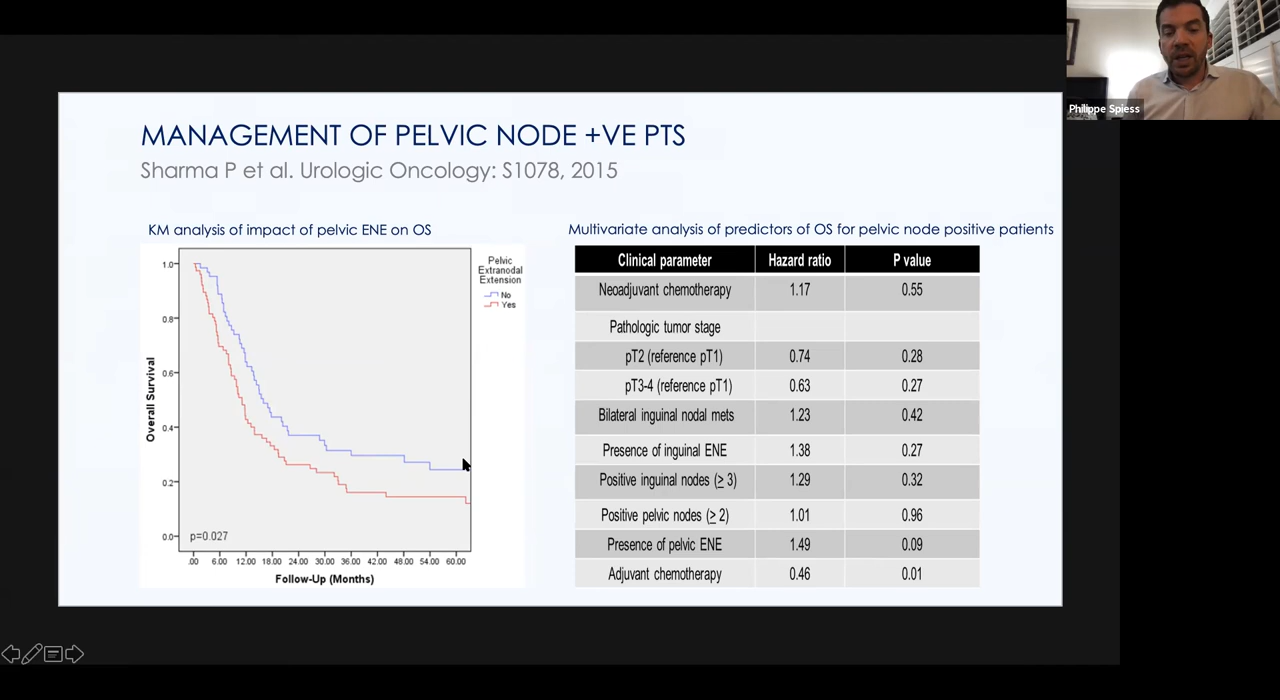 Philippe Spiess
MANAGEMENT OF PELVIC NODE +VE PTS
Sharma P et al. Urologic Oncology: S1078, 2015
KM analysis of impact of pelvic ENE on OS
Pelvic
Extranodal
Extension
No
Yes
Overall Survival
1.0
0.8
0.6
0.4
0.2
0.0
p=0.027
.00 6.00 12.00 18.00 24.00 30.00 36.00 42.00 48.00 54.00 60.00
Follow-Up (Months)
Multivariate analysis of predictors of OS for pelvic node positive patients
Clinical parameter Hazard ratio P value
Neoadjuvant chemotherapy 1.17 0.55
Pathologic tumor stage
pT2 (reference pT1) 0.74 0.28
pT3-4 (reference pT1) 0.63 0.27
Bilateral inguinal nodal mets 1.23 0.42
Presence of inguinal ENE 1.38 0.27
Positive inguinal nodes (≥ 3) 1.29 0.32
Positive pelvic nodes (≥ 2) 1.01 0.96
Presence of pelvic ENE 1.49 0.09
Adjuvant chemotherapy 0.46 0.01